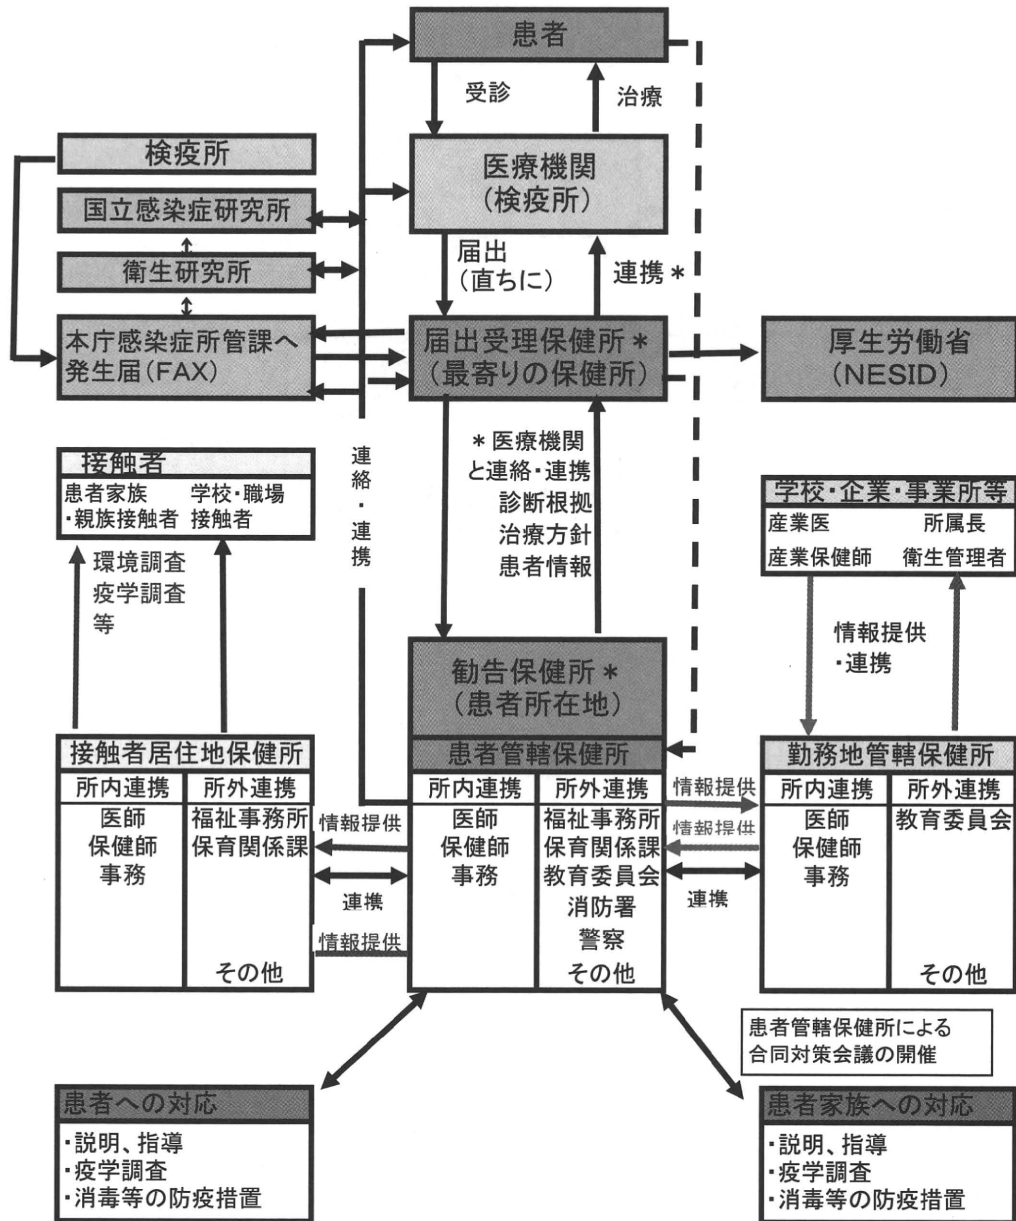 患者
受診
治療
検疫所
医療機関
(検疫所)
国立感染症研究所
衛生研究所
届出
(直ちに)
連携*
本庁感染症所管課へ
発生届(FAX)
届出受理保健所*
(最寄りの保健所)
厚生労働省
(NESID)
接触者
患者家族
・親族接触者
学校・職場
接触者
連絡・連携
*医療機関
と連絡・連携
診断根拠
治療方針
患者情報
学校・企業・事業所等
産業医
所属長
産業保健師
衛生管理者
環境調査
疫学調査
等
情報提供
・連携
勧告保健所*
(患者所在地)
接触者居住地保健所
所内連携
所外連携
医師
保健師
事務
福祉事務所
保育関係課
その他
情報提供
連携
情報提供
患者管轄保健所
所内連携
所外連携
医師
保健師
事務
福祉事務所
保育関係課
教育委員会
消防署
警察
その他
情報提供
情報提供
連携
勤務地管轄保健所
所内連携
所外連携
医師
保健師
事務
教育委員会
その他
患者管轄保健所による
合同対策会議の開催
患者への対応
・説明、指導
・疫学調査
・消毒等の防疫措置
患者家族への対応
・説明、指導
・疫学調査
・消毒等の防疫措置